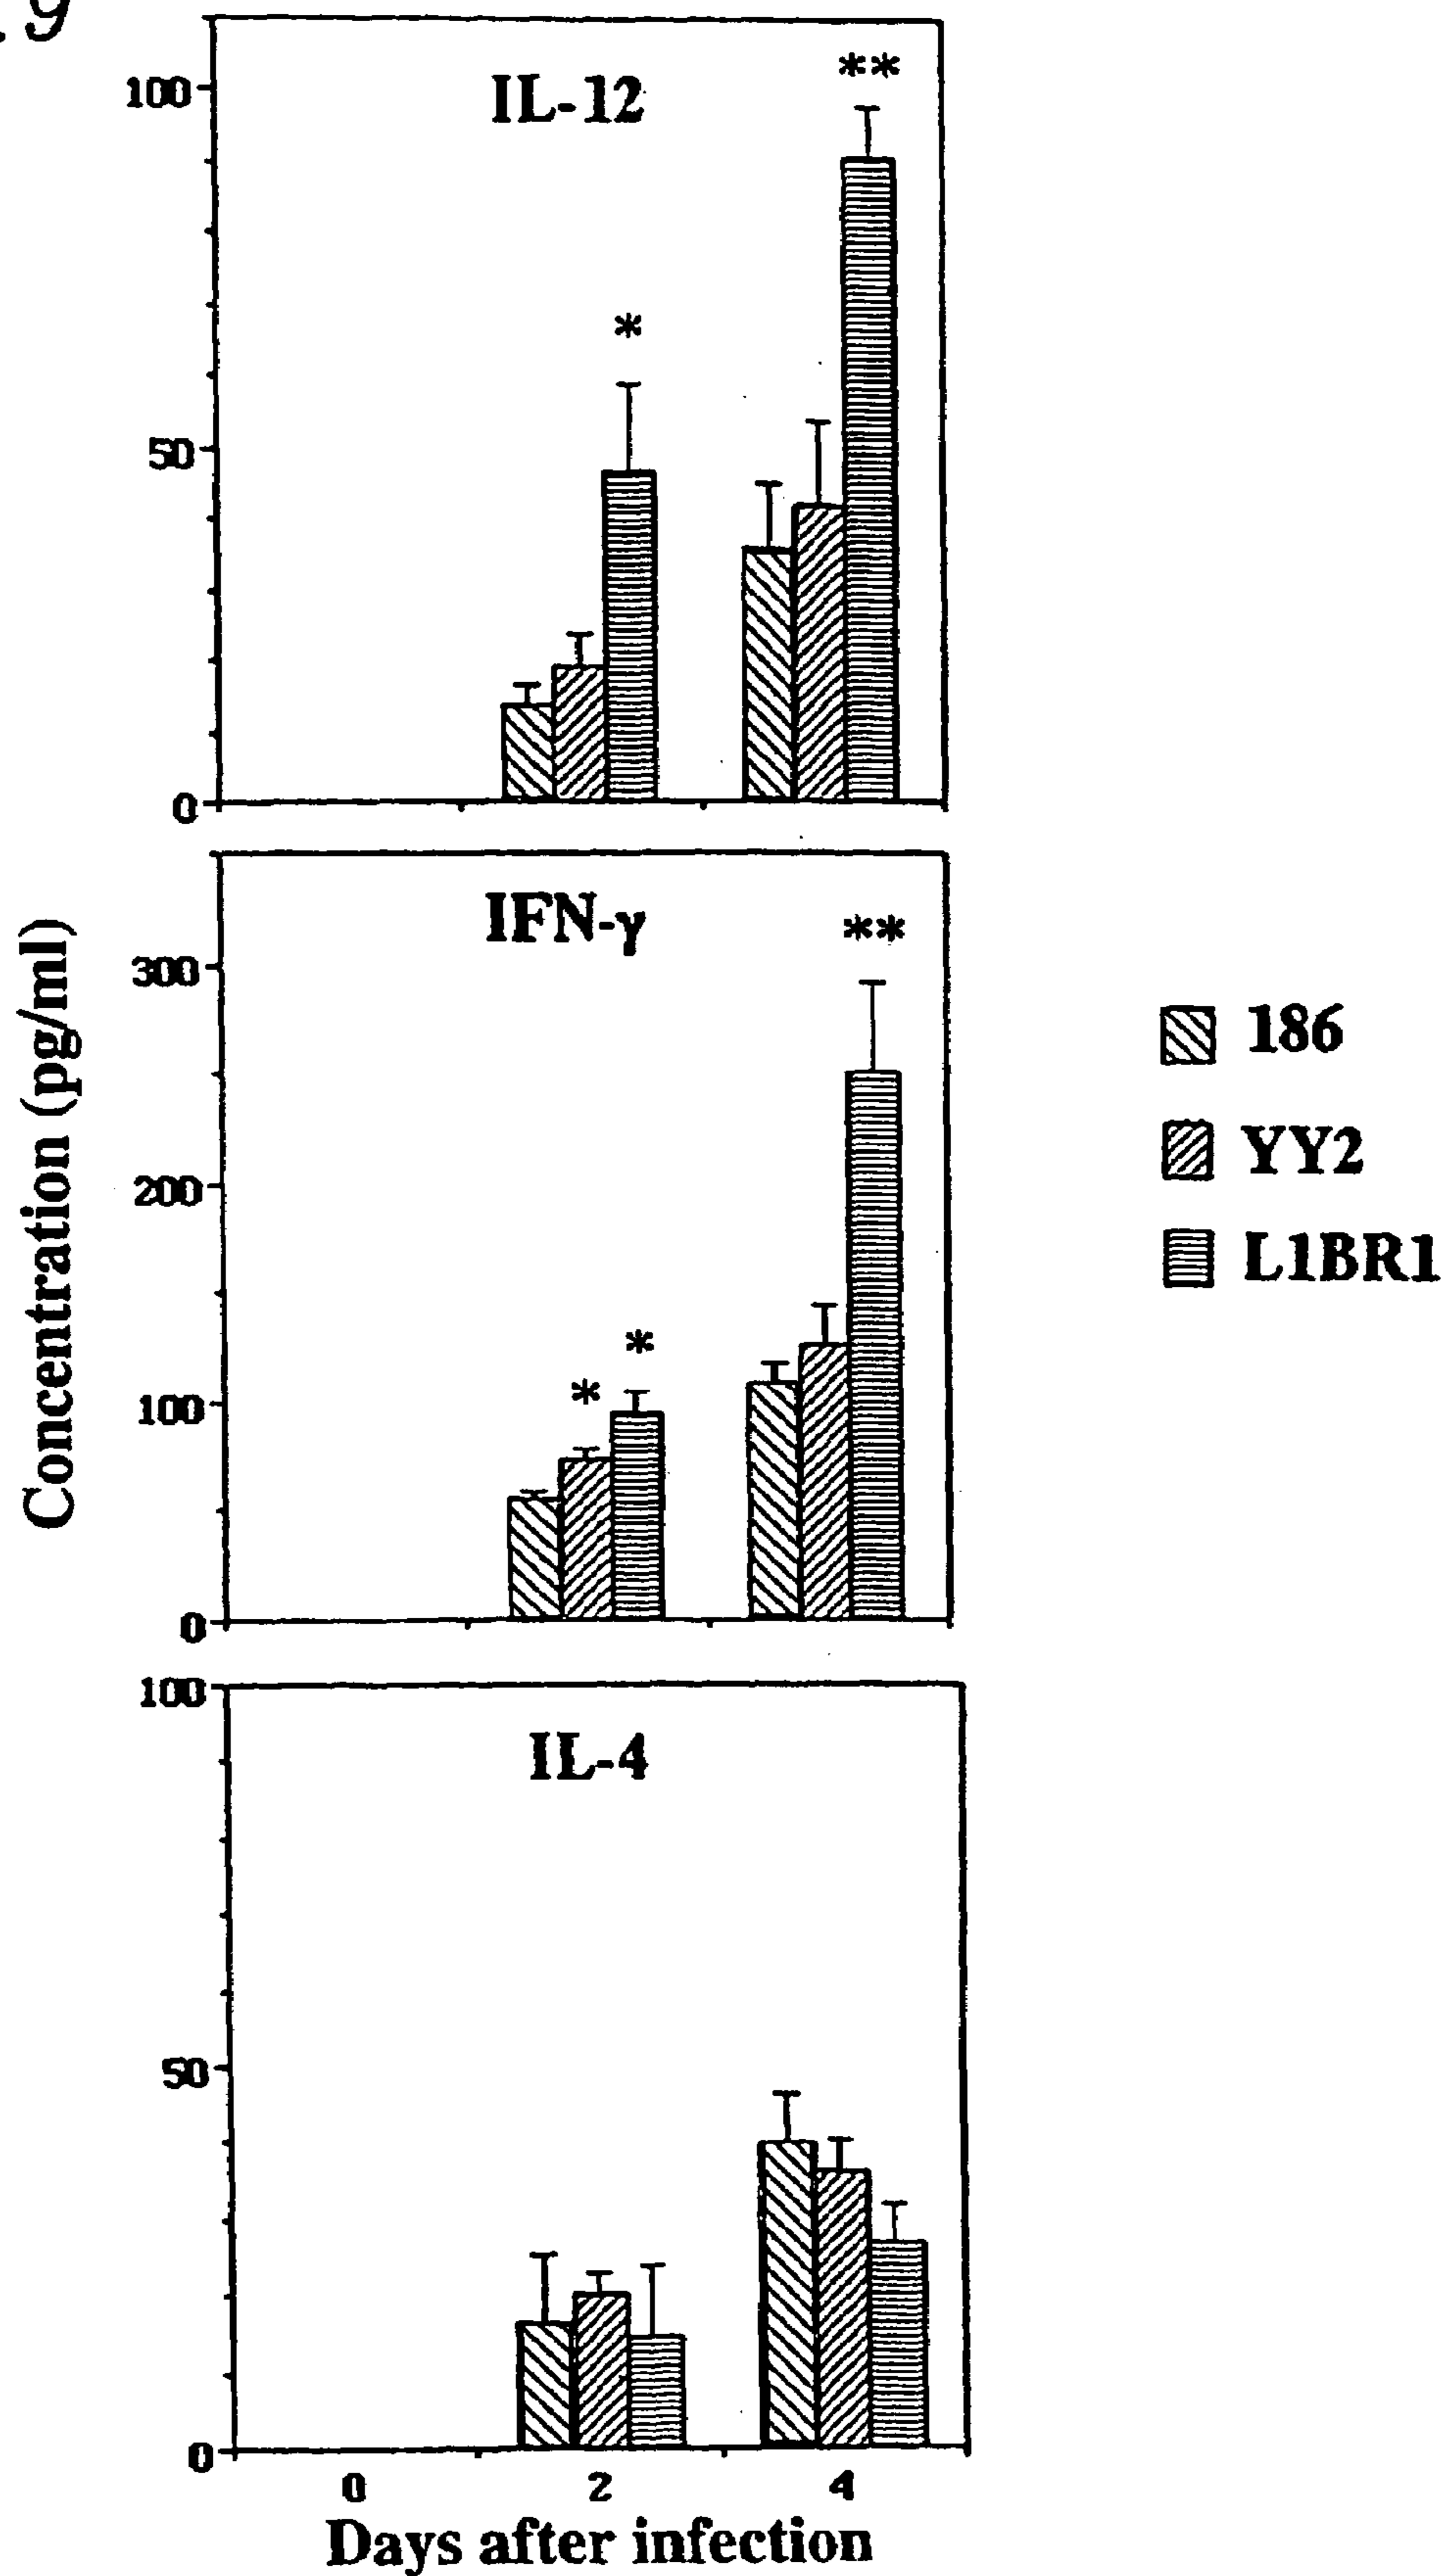 9
IL-12
**
*
100
50
0
IFN-γ
**
*
*
300
200
100
0
Concentration (pg/ml)
186
YY2
L1BR1
IL-4
100
50
0
0 2 4
Days after infection